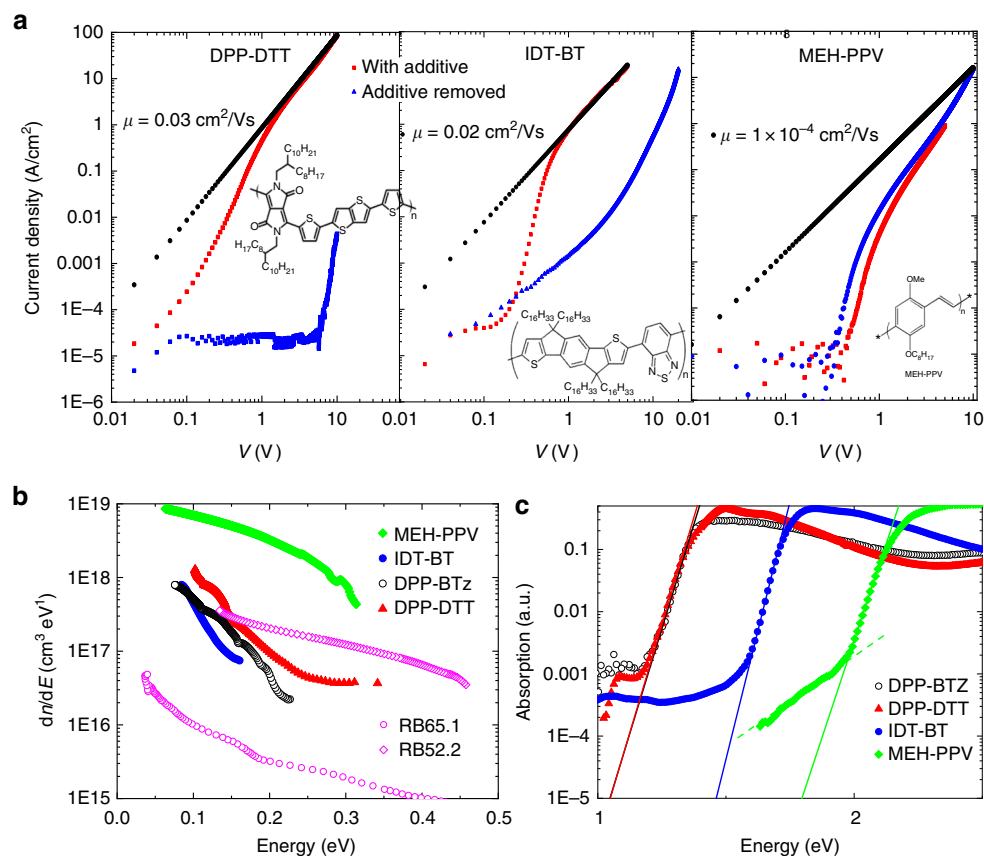 a
100
10
1
0.1
0.01
0.001
1E-4
1E-5
1E-6
Current density (A/cm²)
DPP-DTT
μ = 0.03 cm²/Vs
C₁₀H₂₁
C₈H₁₇
N
O
O
N
S
S
S
S
n
H₁₇C₈
C₁₀H₂₁
0.1
1
10
V (V)
With additive
Additive removed
IDT-BT
μ = 0.02 cm²/Vs
C₁₆H₃₃
C₁₆H₃₃
S
S
N
N
S
n
C₁₆H₃₃
C₁₆H₃₃
0.01
0.1
1
10
V (V)
8
MEH-PPV
μ = 1 × 10⁻⁴ cm²/Vs
OMe
*
*
n
OC₈H₁₇
MEH-PPV
0.01
0.1
1
10
V (V)
b
1E19
1E18
1E17
1E16
1E15
dn/dE (cm³ eV¹)
MEH-PPV
IDT-BT
DPP-BTz
DPP-DTT
RB65.1
RB52.2
0.0
0.1
0.2
0.3
0.4
0.5
Energy (eV)
c
0.1
0.01
0.001
1E-4
1E-5
Absorption (a.u.)
DPP-BTZ
DPP-DTT
IDT-BT
MEH-PPV
1
2
Energy (eV)